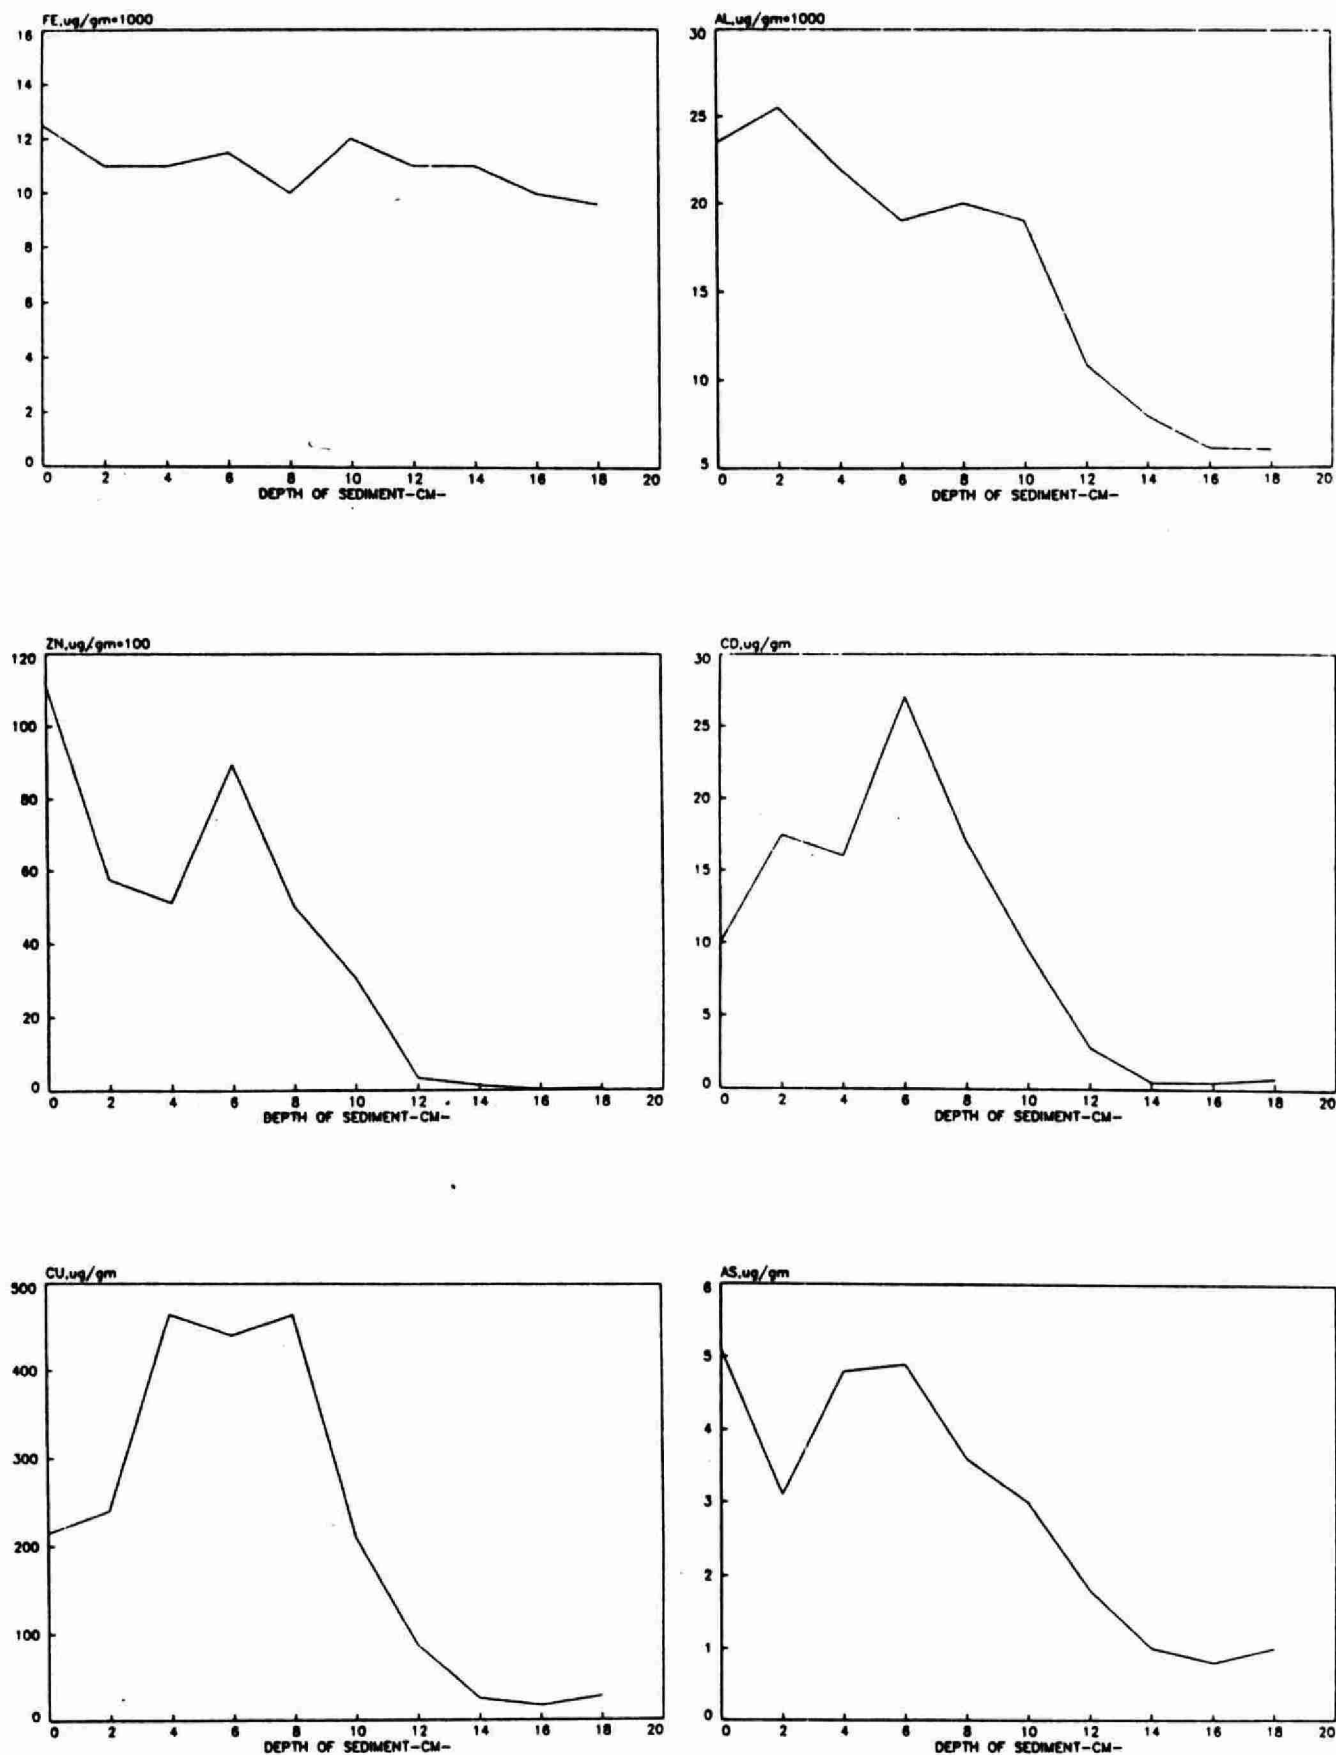 FE,ug/gm*1000
16
14
12
10
8
6
4
2
0
0 2 4 6 8 10 12 14 16 18 20
DEPTH OF SEDIMENT-CM-
AL,ug/gm*1000
30
25
20
15
10
5
0 2 4 6 8 10 12 14 16 18 20
DEPTH OF SEDIMENT-CM-
ZN,ug/gm*100
120
100
80
60
40
20
0
0 2 4 6 8 10 12 14 16 18 20
DEPTH OF SEDIMENT-CM-
CD,ug/gm
30
25
20
15
10
5
0
0 2 4 6 8 10 12 14 16 18 20
DEPTH OF SEDIMENT-CM-
CU,ug/gm
500
400
300
200
100
0
0 2 4 6 8 10 12 14 16 18 20
DEPTH OF SEDIMENT-CM-
AS,ug/gm
6
5
4
3
2
1
0
0 2 4 6 8 10 12 14 16 18 20
DEPTH OF SEDIMENT-CM-